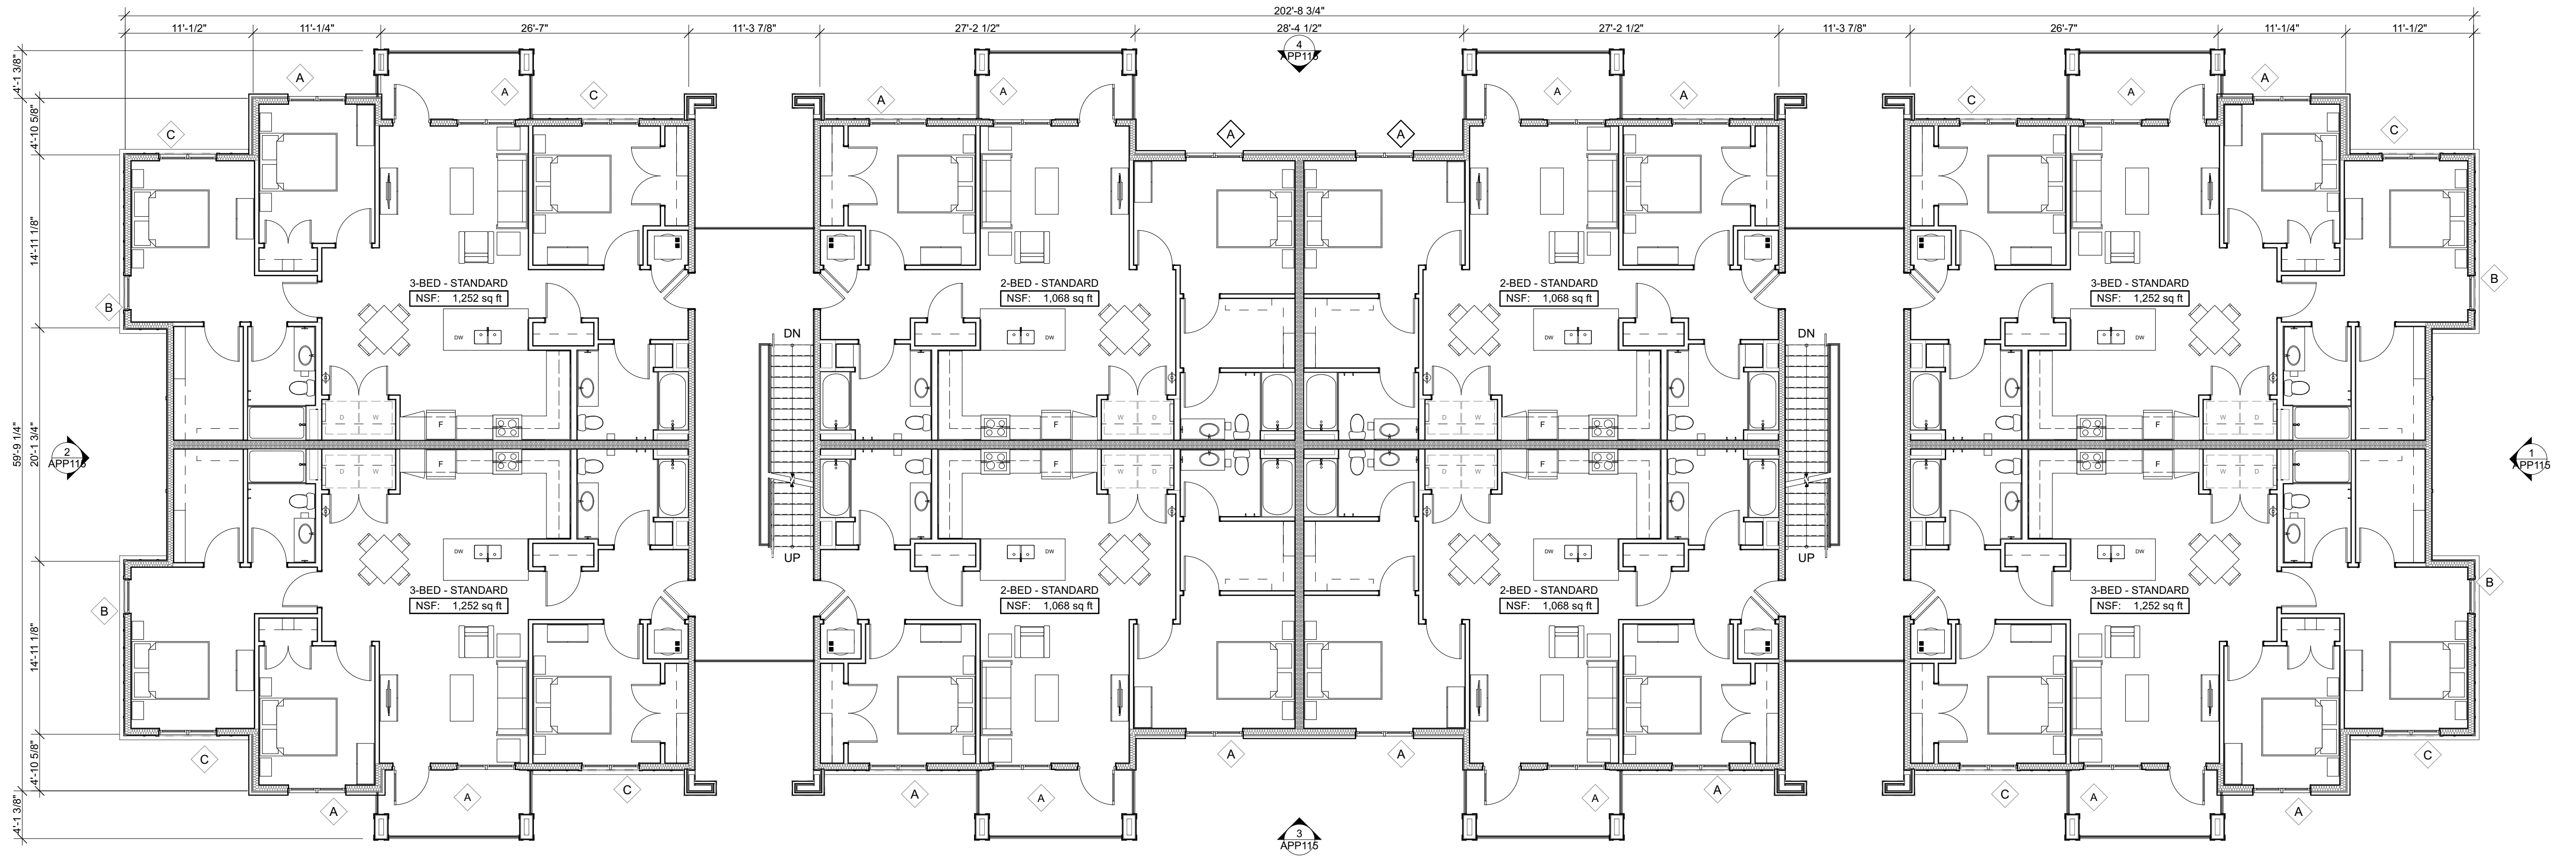 202'-8 3/4"
11'-1/2" 11'-1/4" 26'-7" 11'-3 7/8" 27'-2 1/2" 28'-4 1/2" 27'-2 1/2" 11'-3 7/8" 26'-7" 11'-1/4" 11'-1/2"
4
APP115
4'-1 3/8"
A A C A A A A C A A
C A A C
4'-10 5/8"
14'-11 1/8"
3-BED - STANDARD 2-BED - STANDARD 2-BED - STANDARD 3-BED - STANDARD
NSF: 1,252 sq ft NSF: 1,068 sq ft NSF: 1,068 sq ft NSF: 1,252 sq ft
B B
DN DN
DW DW DW DW
D W W D D W W D
F F F F
59'-9 1/4"
20'-1 3/4"
2
APP115
1
APP115
F F F F
D W W D D W W D
DW DW DW DW
UP UP
3-BED - STANDARD 2-BED - STANDARD 2-BED - STANDARD 3-BED - STANDARD
NSF: 1,252 sq ft NSF: 1,068 sq ft NSF: 1,068 sq ft NSF: 1,252 sq ft
B B
14'-11 1/8"
C A A C
4'-10 5/8"
A A C A A A A C A A
4'-1 3/8"
3
APP115